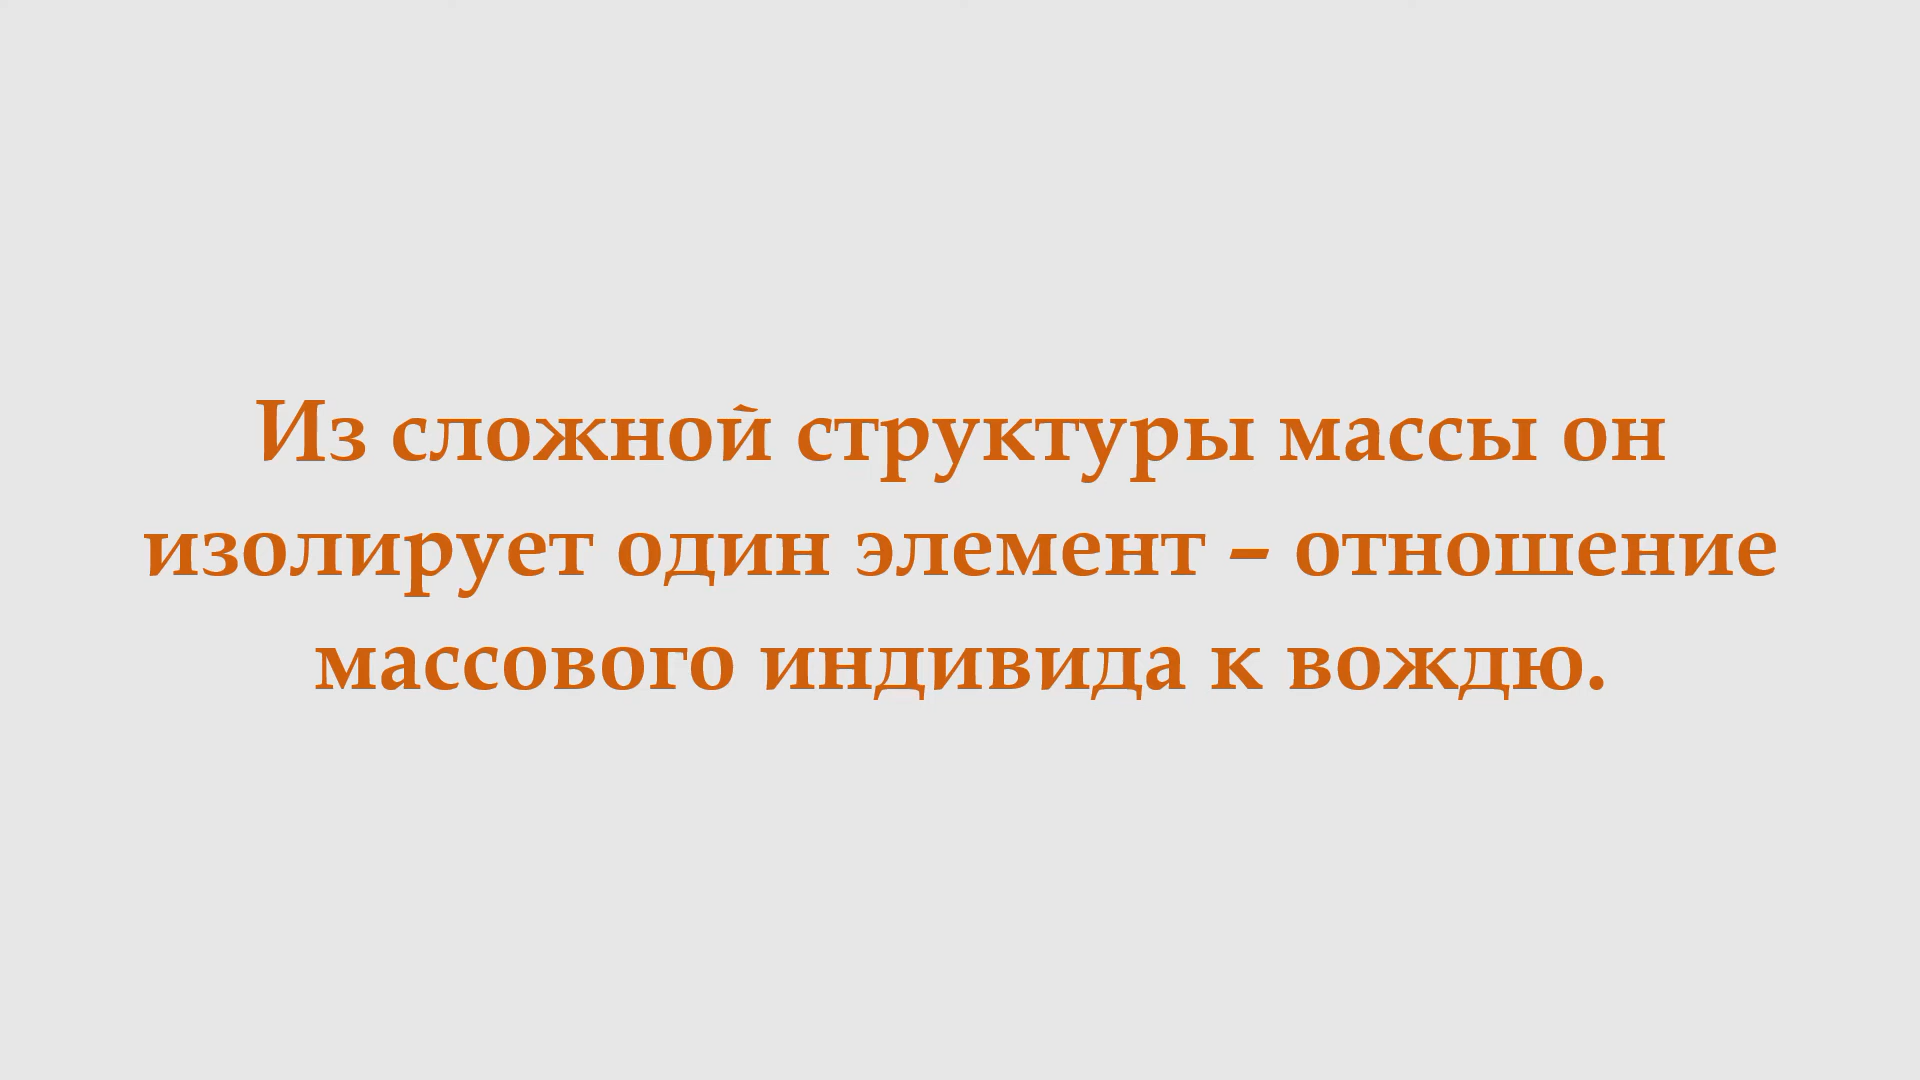 Из сложной структуры массы он
изолирует один элемент – отношение
массового индивида к вождю.